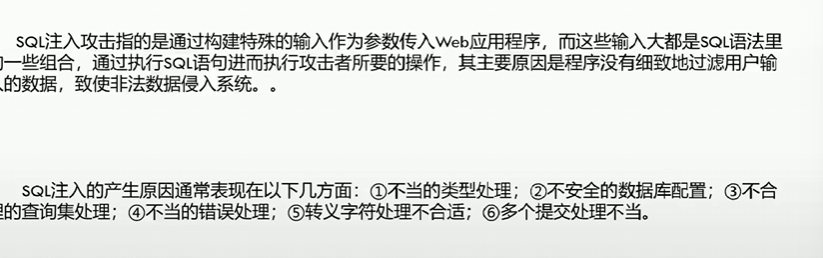 SQL注入攻击指的是通过构建特殊的输入作为参数传入Web应用程序，而这些输入大都是SQL语法里
一些组合，通过执行SQL语句进而执行攻击者所要的操作，其主要原因是程序没有细致地过滤用户输
的数据，致使非法数据侵入系统。。
SQL注入的产生原因通常表现在以下几方面：①不当的类型处理；②不安全的数据库配置；③不合
的查询集处理；④不当的错误处理；⑤转义字符处理不合适；⑥多个提交处理不当。